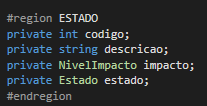 #region ESTADO
private int codigo;
private string descricao;
private NivelImpacto impacto;
private Estado estado;
#endregion